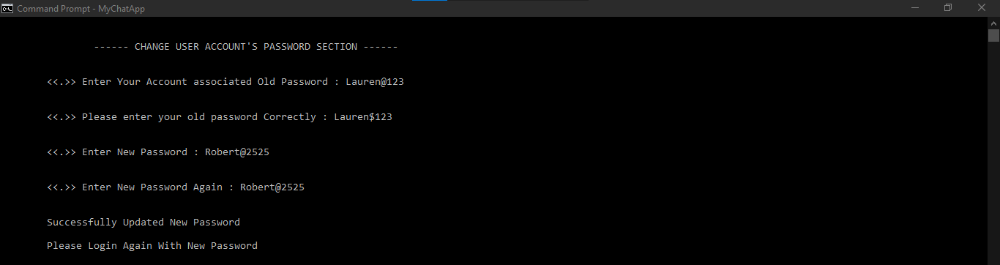 Command Prompt - MyChatApp
------ CHANGE USER ACCOUNT'S PASSWORD SECTION ------
<<.>> Enter Your Account associated Old Password : Lauren@123
<<.>> Please enter your old password Correctly : Lauren$123
<<.>> Enter New Password : Robert@2525
<<.>> Enter New Password Again : Robert@2525
Successfully Updated New Password
Please Login Again With New Password